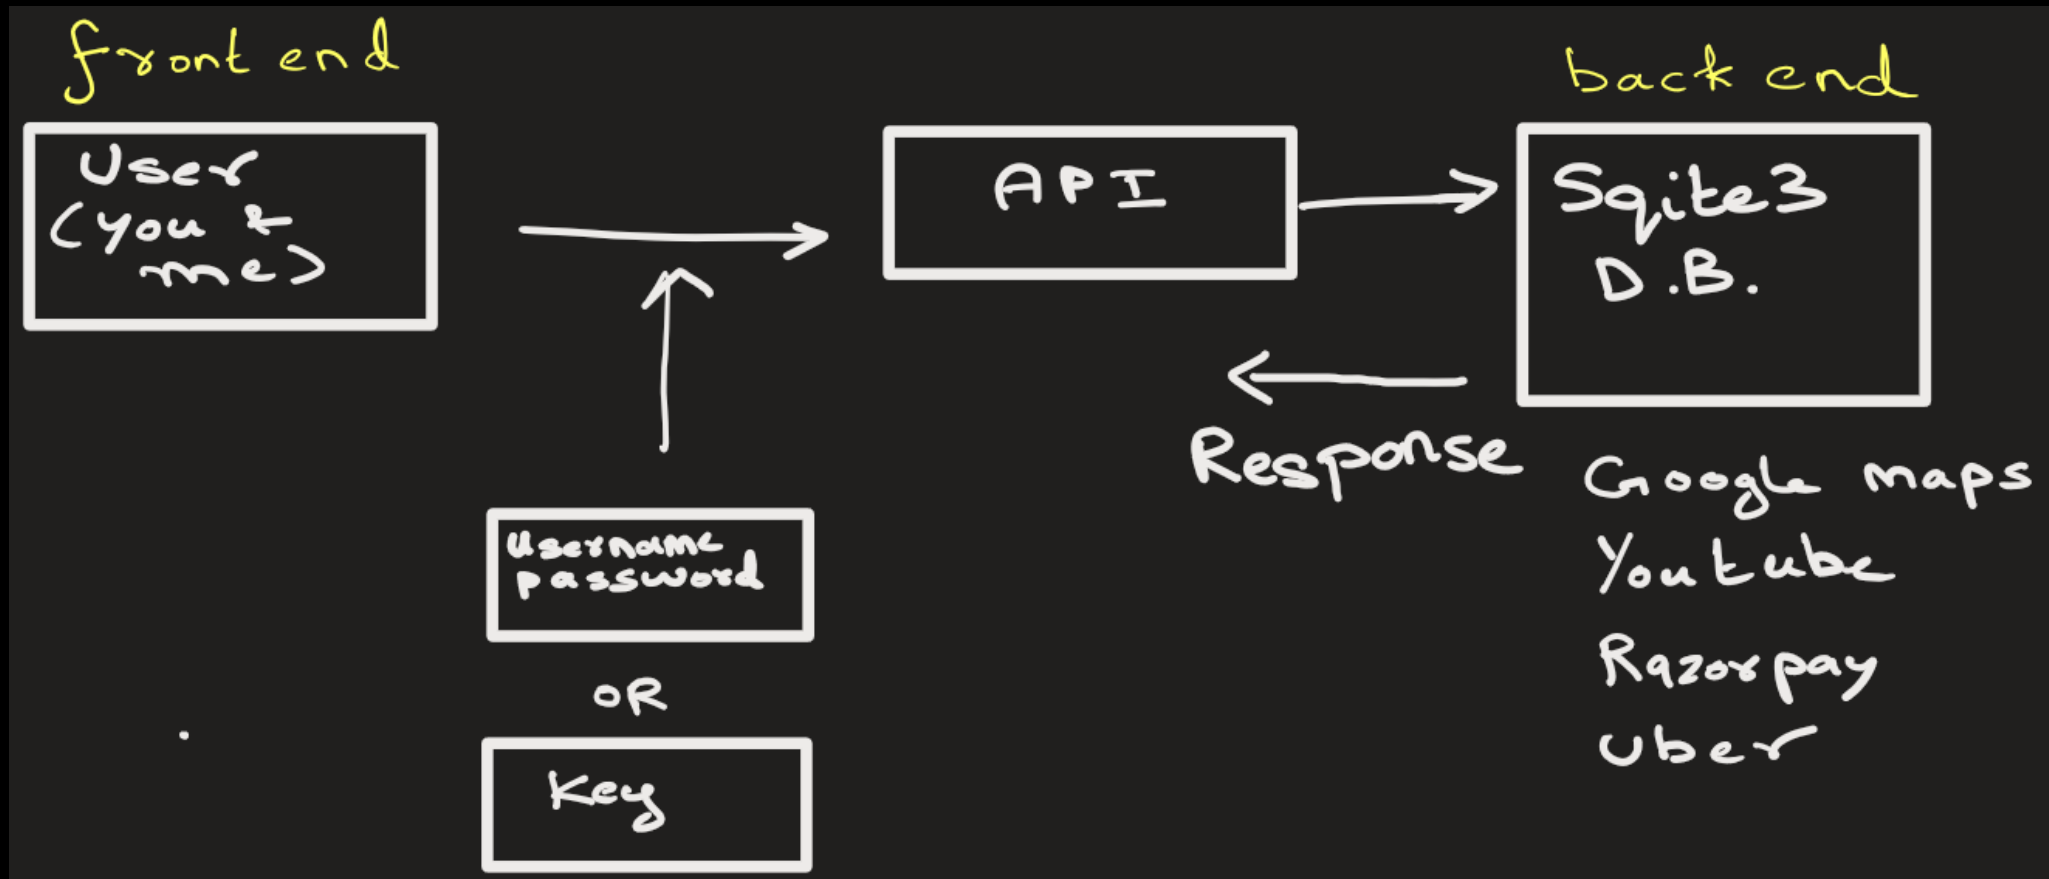 front end
back end
User
(you &
me)
API
Sqite3
D.B.
Response
Google maps
Youtube
Razorpay
Uber
Username
password
OR
Key